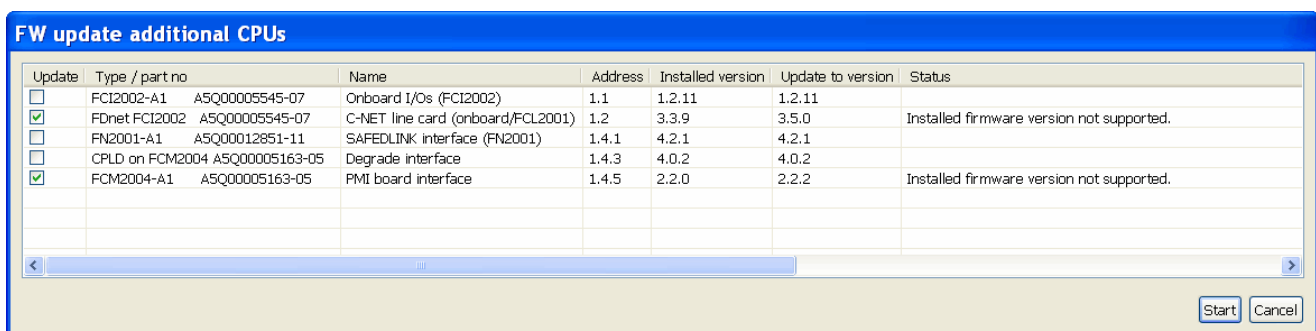 FW update additional CPUs
Update Type / part no Name Address Installed version Update to version Status
FCI2002-A1 A5Q00005545-07 Onboard I/Os (FCI2002) 1.1 1.2.11 1.2.11
FDnet FCI2002 A5Q00005545-07 C-NET line card (onboard/FCL2001) 1.2 3.3.9 3.5.0 Installed firmware version not supported.
FN2001-A1 A5Q00012851-11 SAFEDLINK interface (FN2001) 1.4.1 4.2.1 4.2.1
CPLD on FCM2004 A5Q00005163-05 Degrade interface 1.4.3 4.0.2 4.0.2
FCM2004-A1 A5Q00005163-05 PMI board interface 1.4.5 2.2.0 2.2.2 Installed firmware version not supported.
Start Cancel